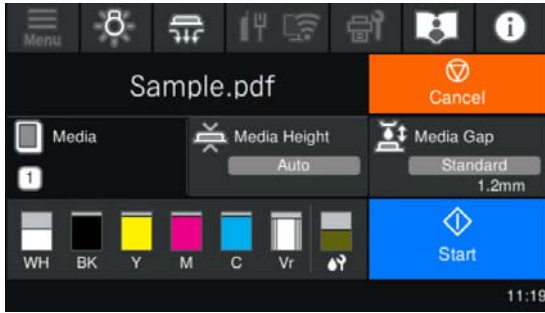 Menu
Sample.pdf
Cancel
Media
1
Media Height
Auto
Media Gap
Standard
1.2mm
WH BK Y M C Vr
Start
11:19